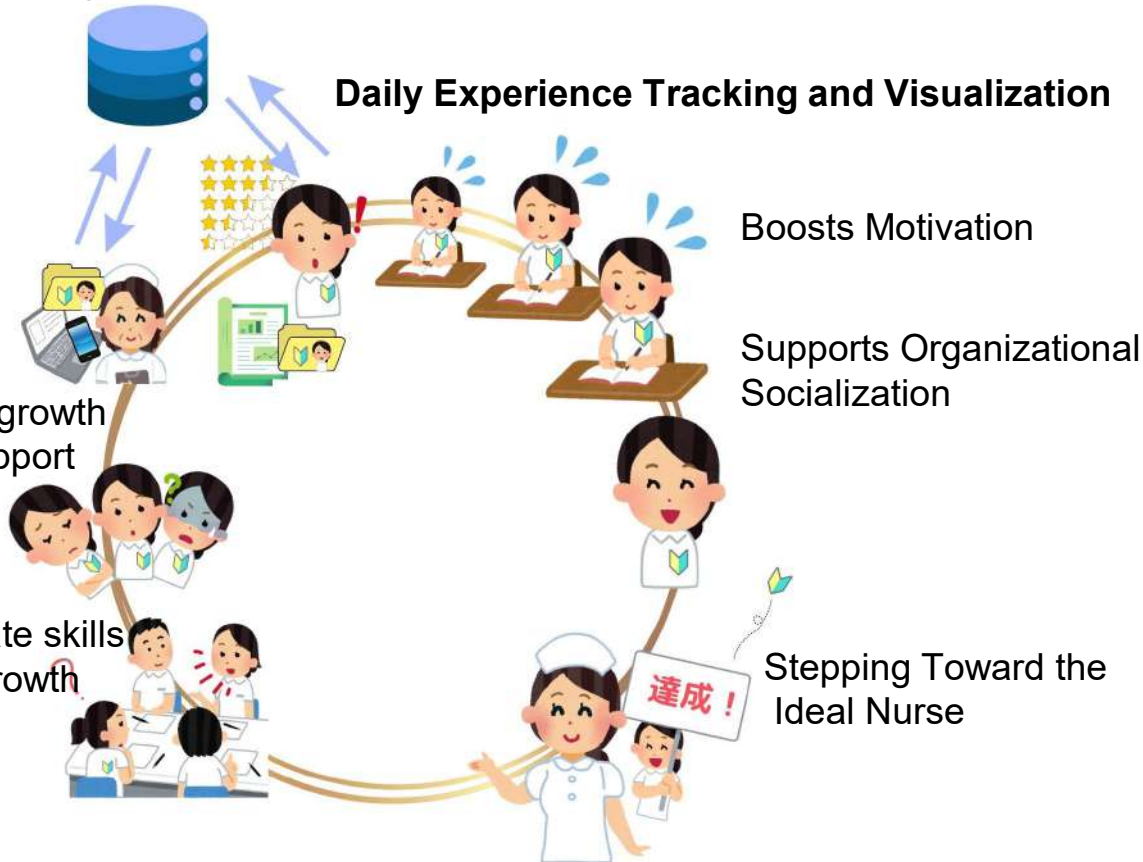 Daily Experience Tracking and Visualization
Boosts Motivation
Supports Organizational
Socialization
growth
pport
te skills
rowth
達成！
Stepping Toward the
Ideal Nurse